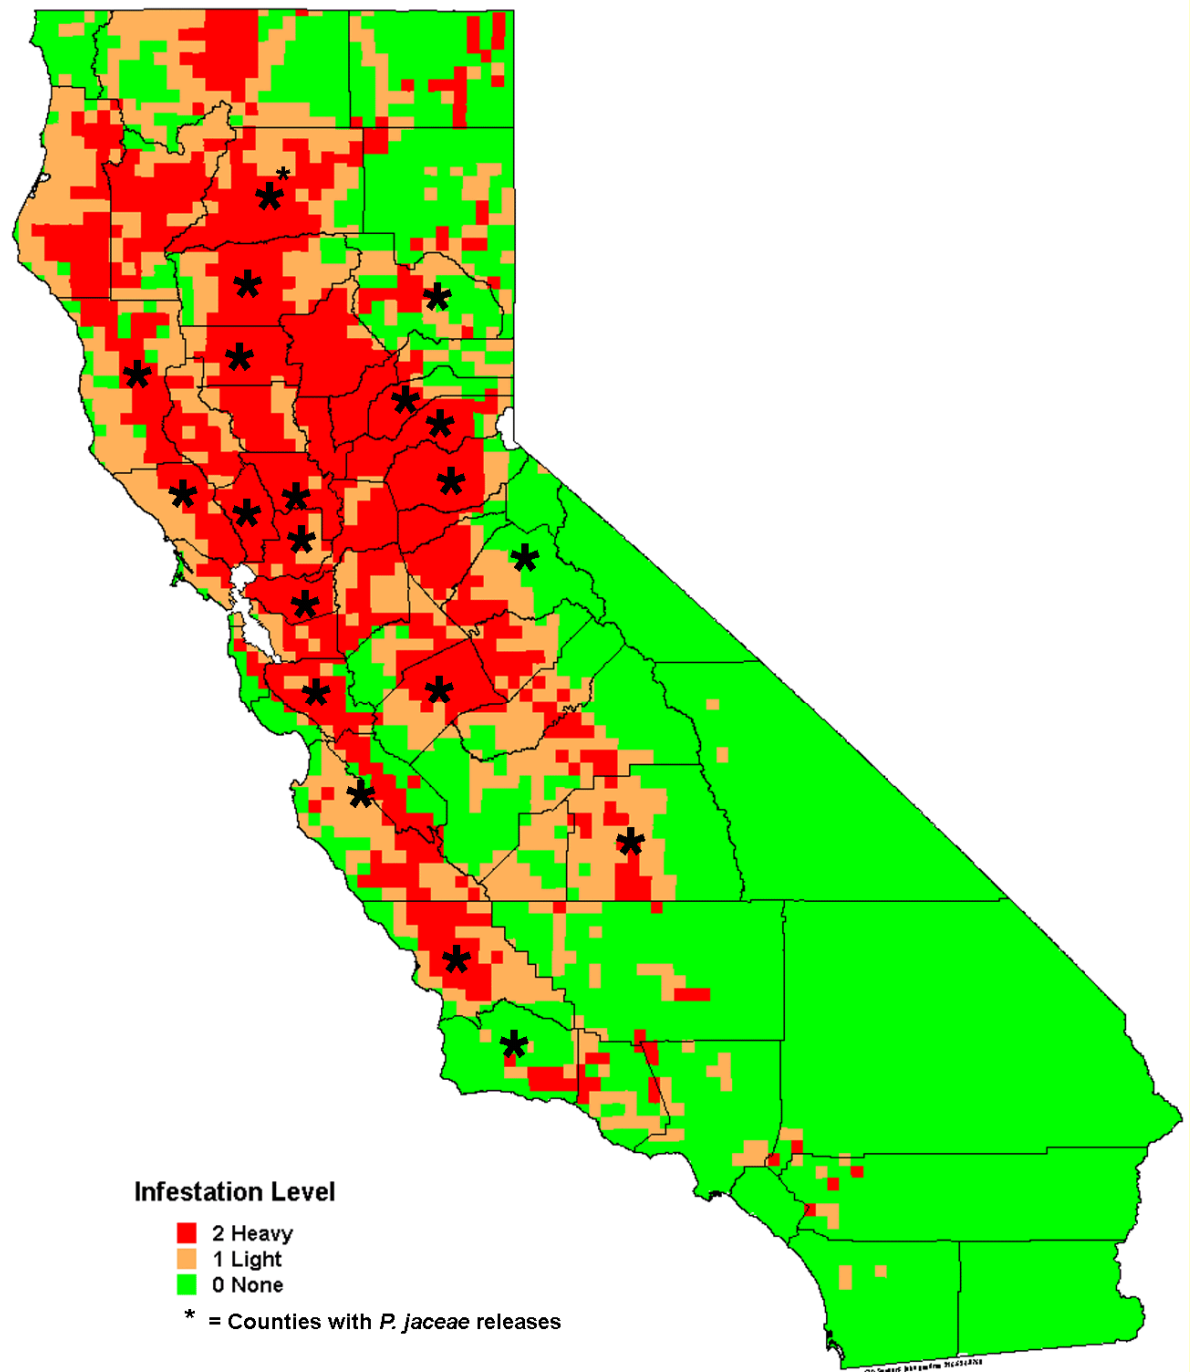 Infestation Level
2 Heavy
1 Light
0 None
* = Counties with P. jaceae releases